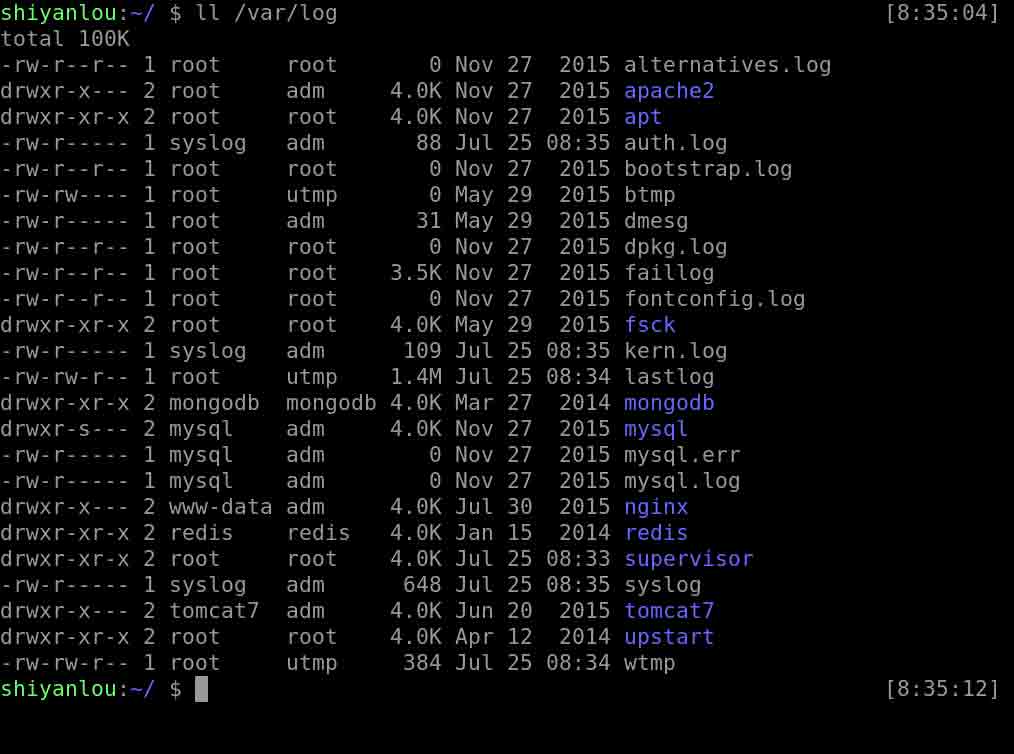 shiyanlou:~/ $ ll /var/log [8:35:04]
total 100K
-rw-r--r-- 1 root     root        0 Nov 27  2015 alternatives.log
drwxr-x--- 2 root     adm      4.0K Nov 27  2015 apache2
drwxr-xr-x 2 root     root     4.0K Nov 27  2015 apt
-rw-r----- 1 syslog   adm        88 Jul 25 08:35 auth.log
-rw-r--r-- 1 root     root        0 Nov 27  2015 bootstrap.log
-rw-rw---- 1 root     utmp        0 May 29  2015 btmp
-rw-r----- 1 root     adm        31 May 29  2015 dmesg
-rw-r--r-- 1 root     root        0 Nov 27  2015 dpkg.log
-rw-r--r-- 1 root     root     3.5K Nov 27  2015 faillog
-rw-r--r-- 1 root     root        0 Nov 27  2015 fontconfig.log
drwxr-xr-x 2 root     root     4.0K May 29  2015 fsck
-rw-r----- 1 syslog   adm       109 Jul 25 08:35 kern.log
-rw-rw-r-- 1 root     utmp     1.4M Jul 25 08:34 lastlog
drwxr-xr-x 2 mongodb  mongodb  4.0K Mar 27  2014 mongodb
drwxr-s--- 2 mysql    adm      4.0K Nov 27  2015 mysql
-rw-r----- 1 mysql    adm         0 Nov 27  2015 mysql.err
-rw-r----- 1 mysql    adm         0 Nov 27  2015 mysql.log
drwxr-x--- 2 www-data adm      4.0K Jul 30  2015 nginx
drwxr-xr-x 2 redis    redis    4.0K Jan 15  2014 redis
drwxr-xr-x 2 root     root     4.0K Jul 25 08:33 supervisor
-rw-r----- 1 syslog   adm       648 Jul 25 08:35 syslog
drwxr-x--- 2 tomcat7  adm      4.0K Jun 20  2015 tomcat7
drwxr-xr-x 2 root     root     4.0K Apr 12  2014 upstart
-rw-rw-r-- 1 root     utmp      384 Jul 25 08:34 wtmp
shiyanlou:~/ $ [8:35:12]